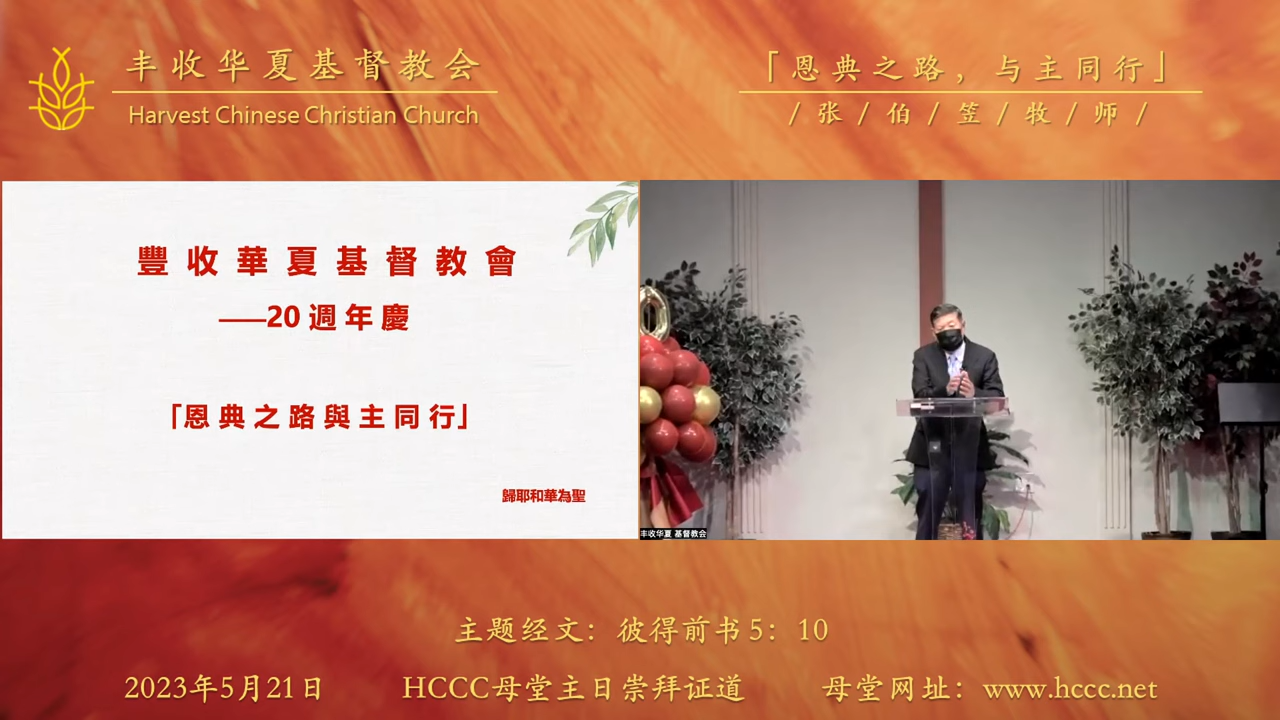 丰收华夏基督教会
Harvest Chinese Christian Church
「恩典之路，与主同行」
/ 张 / 伯 / 笠 / 牧 / 师 /
豐收華夏基督教會
——20週年慶
「恩典之路與主同行」
歸耶和華為聖
丰收华夏 基督教会
主题经文：彼得前书5：10
2023年5月21日 HCCC母堂主日崇拜证道 母堂网址：www.hccc.net